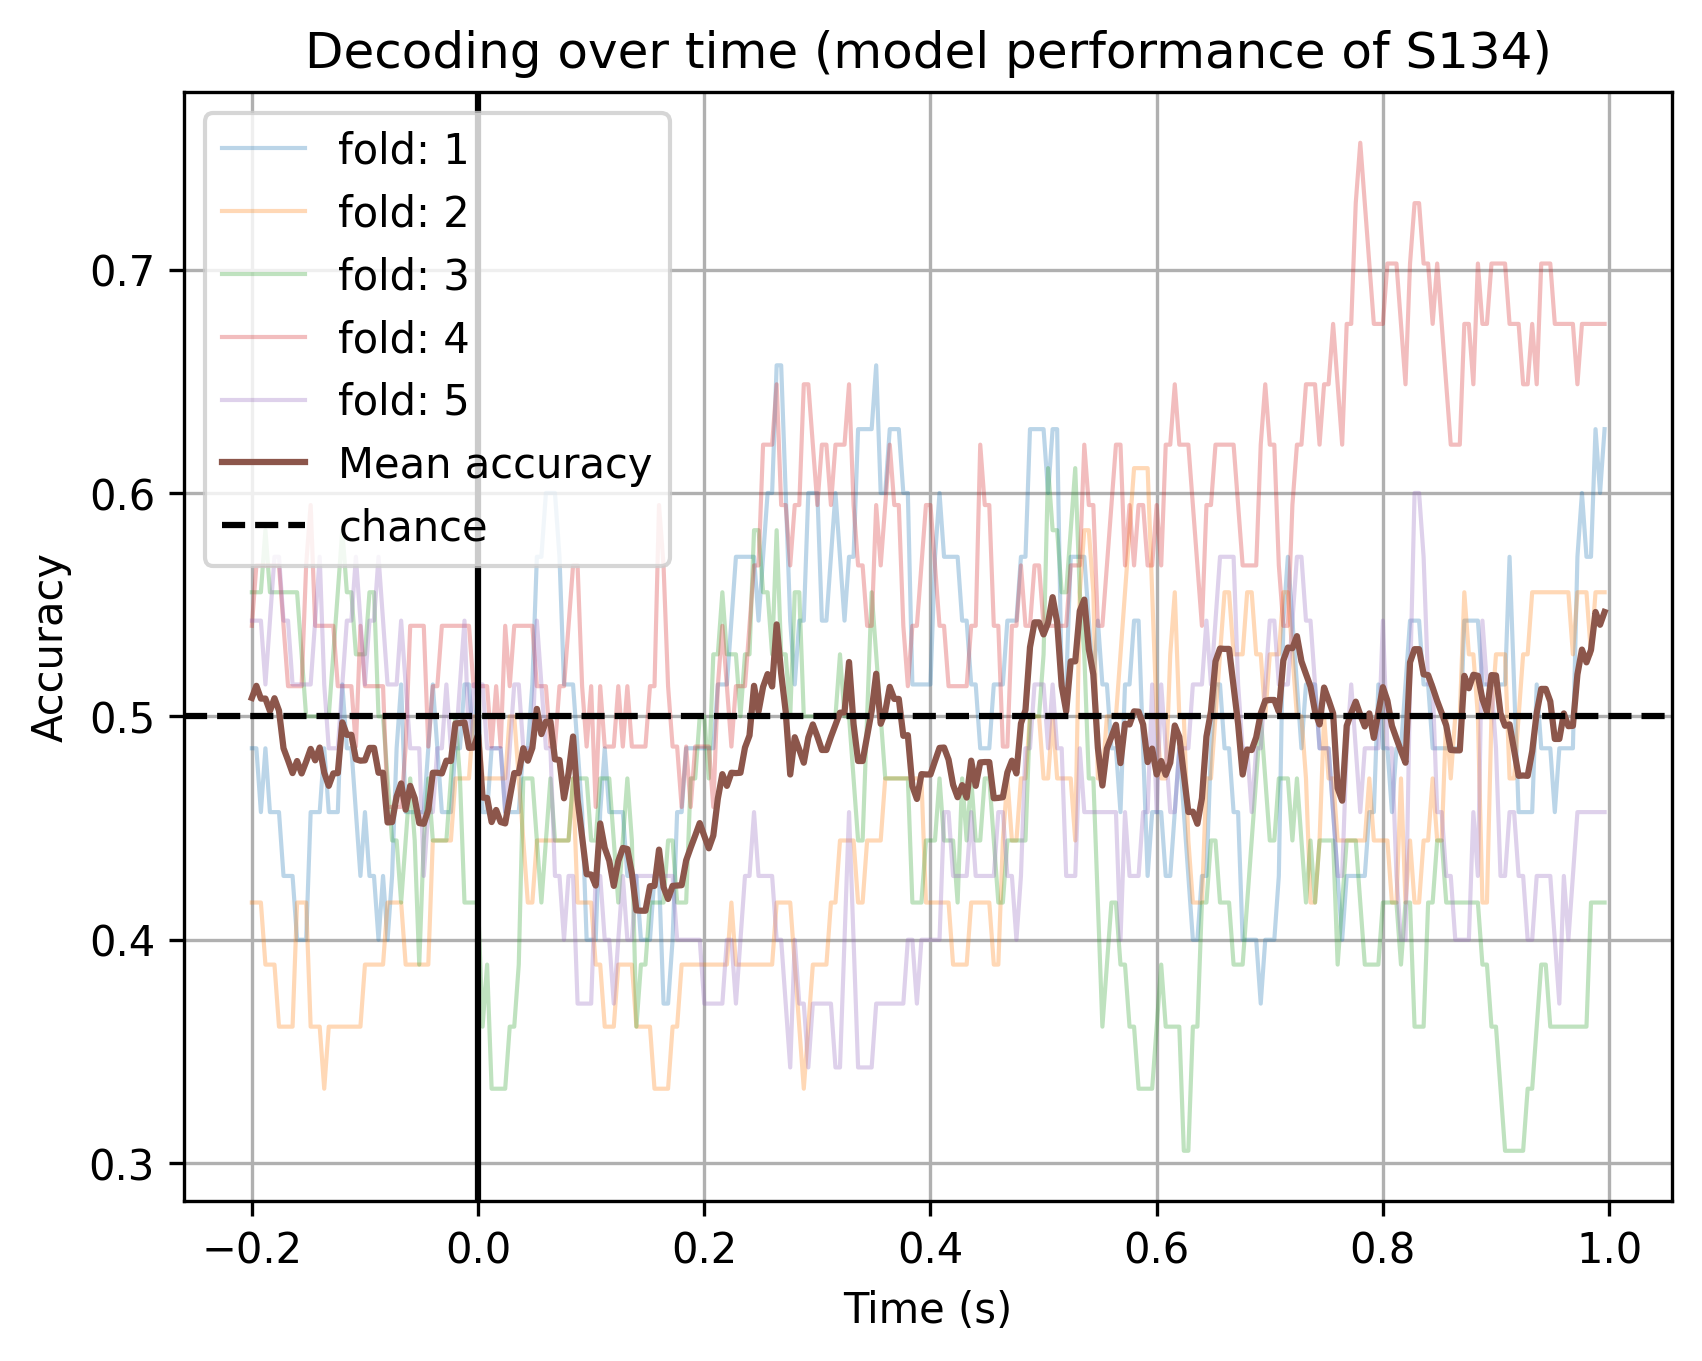 Decoding over time (model performance of S134)
fold: 1
fold: 2
fold: 3
fold: 4
fold: 5
Mean accuracy
chance
Accuracy
0.7
0.6
0.5
0.4
0.3
−0.2 0.0 0.2 0.4 0.6 0.8 1.0
Time (s)